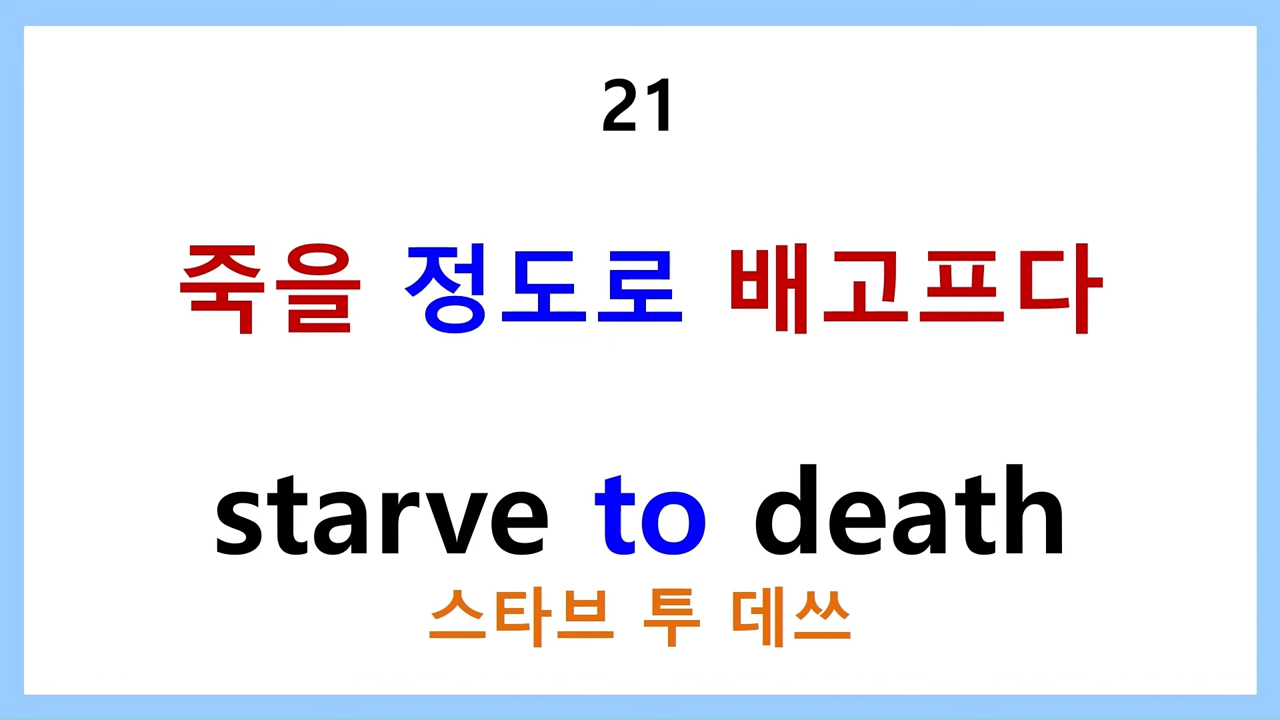 21
죽을 정도로 배고프다
starve to death
스타브 투 데쓰